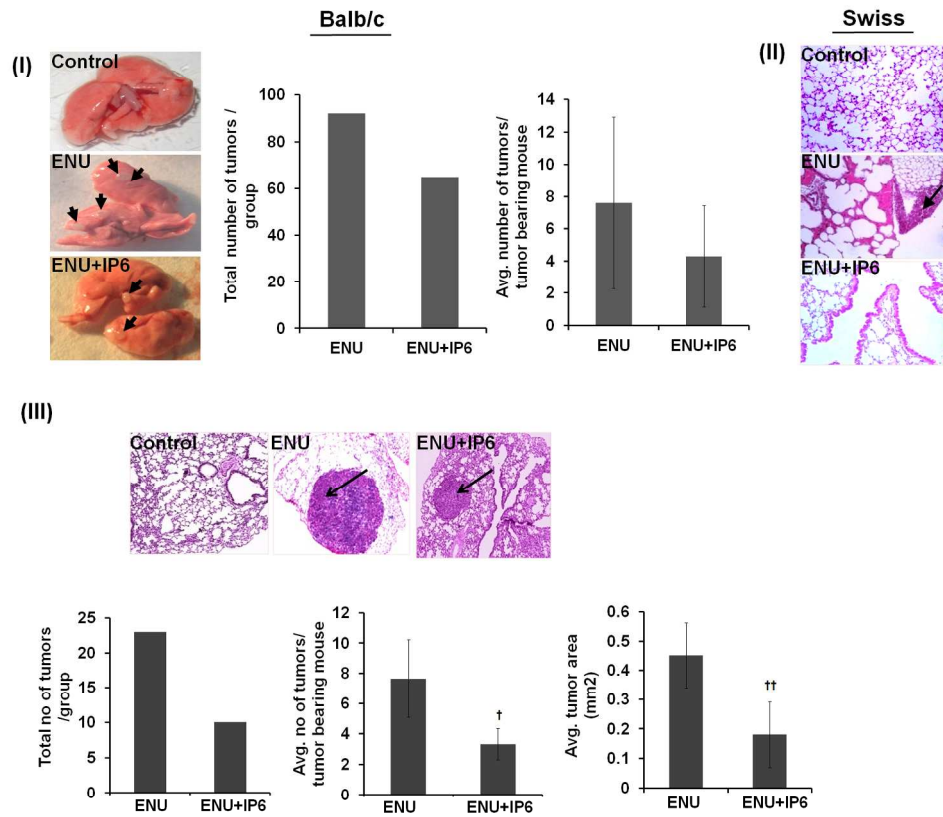 Balb/c
Swiss
(I)
Control
ENU
ENU+IP6
Total number of tumors /
group
100
80
60
40
20
0
ENU
ENU+IP6
Avg. number of tumors/
tumor bearing mouse
14
12
10
8
6
4
2
0
ENU
ENU+IP6
(II)
Control
ENU
ENU+IP6
(III)
Control
ENU
ENU+IP6
Total no of tumors
/group
25
20
15
10
5
0
ENU
ENU+IP6
Avg. no of tumors/
tumor bearing mouse
12
10
8
6
4
2
0
†
ENU
ENU+IP6
Avg. tumor area
(mm2)
0.6
0.5
0.4
0.3
0.2
0.1
0
††
ENU
ENU+IP6